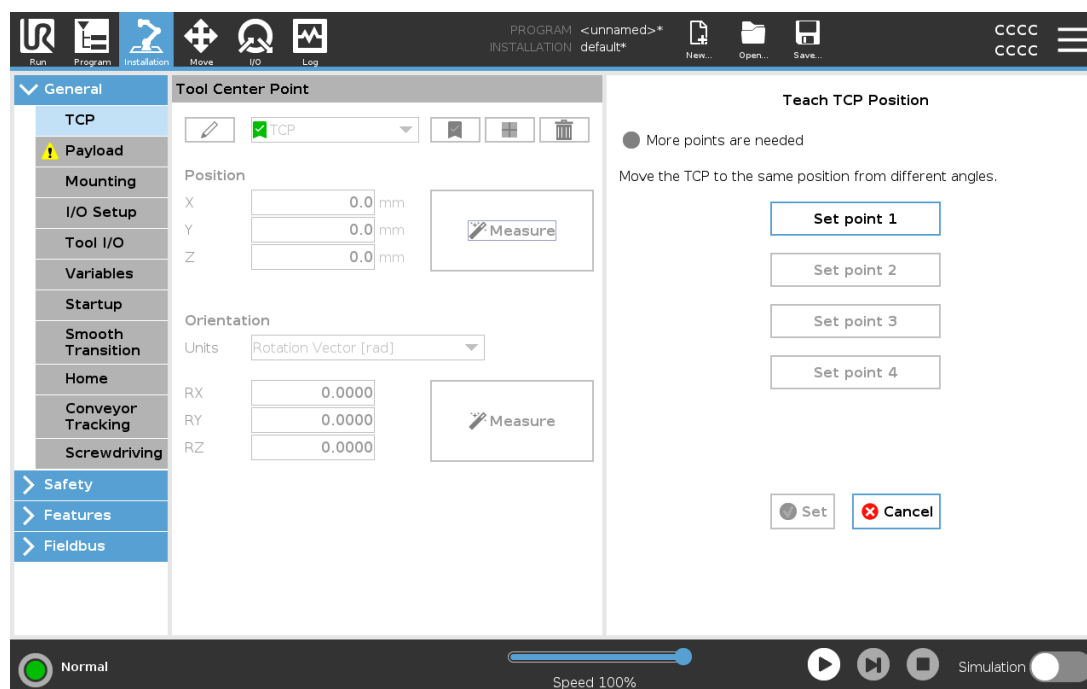 PROGRAM <unnamed>*
INSTALLATION default*
CCCC
CCCC
Run Program Installation Move I/O Log New... Open... Save...
General
TCP
Payload
Mounting
I/O Setup
Tool I/O
Variables
Startup
Smooth
Transition
Home
Conveyor
Tracking
Screwdriving
Safety
Features
Fieldbus
Tool Center Point
TCP
Position
X 0.0 mm
Y 0.0 mm
Z 0.0 mm
Measure
Orientation
Units Rotation Vector [rad]
RX 0.0000
RY 0.0000
RZ 0.0000
Measure
Teach TCP Position
More points are needed
Move the TCP to the same position from different angles.
Set point 1
Set point 2
Set point 3
Set point 4
Set Cancel
Normal
Speed 100%
Simulation